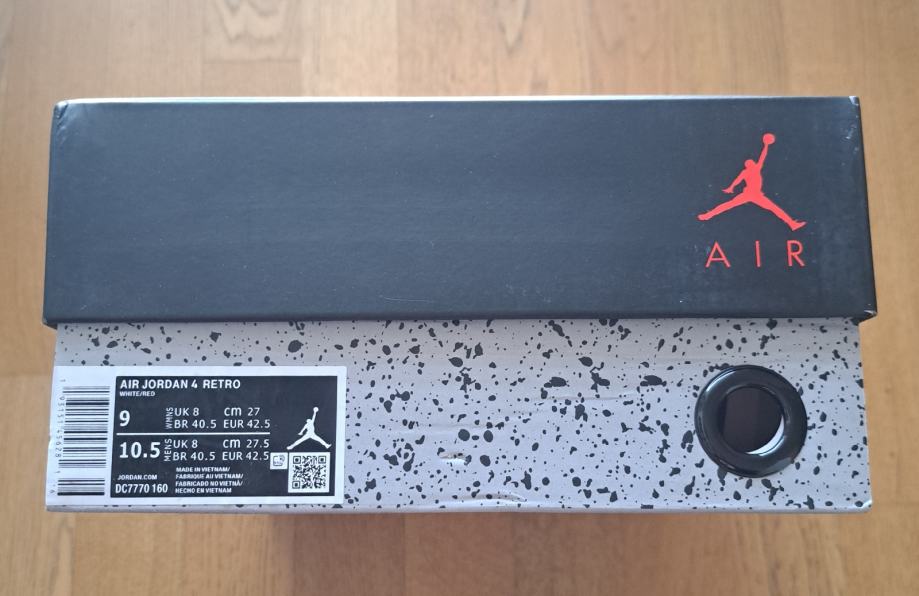 AIR
AIR JORDAN 4 RETRO
WHITE/RED
9 WMNS UK 8 cm 27
BR 40.5 EUR 42.5
10.5 MENS UK 8 cm 27.5
BR 40.5 EUR 42.5
JORDAN.COM
DC7770 160
MADE IN VIETNAM/
FABRIQUE AU VIETNAM/
FABRICADO NO VIETNÃ/
HECHO EN VIETNAM